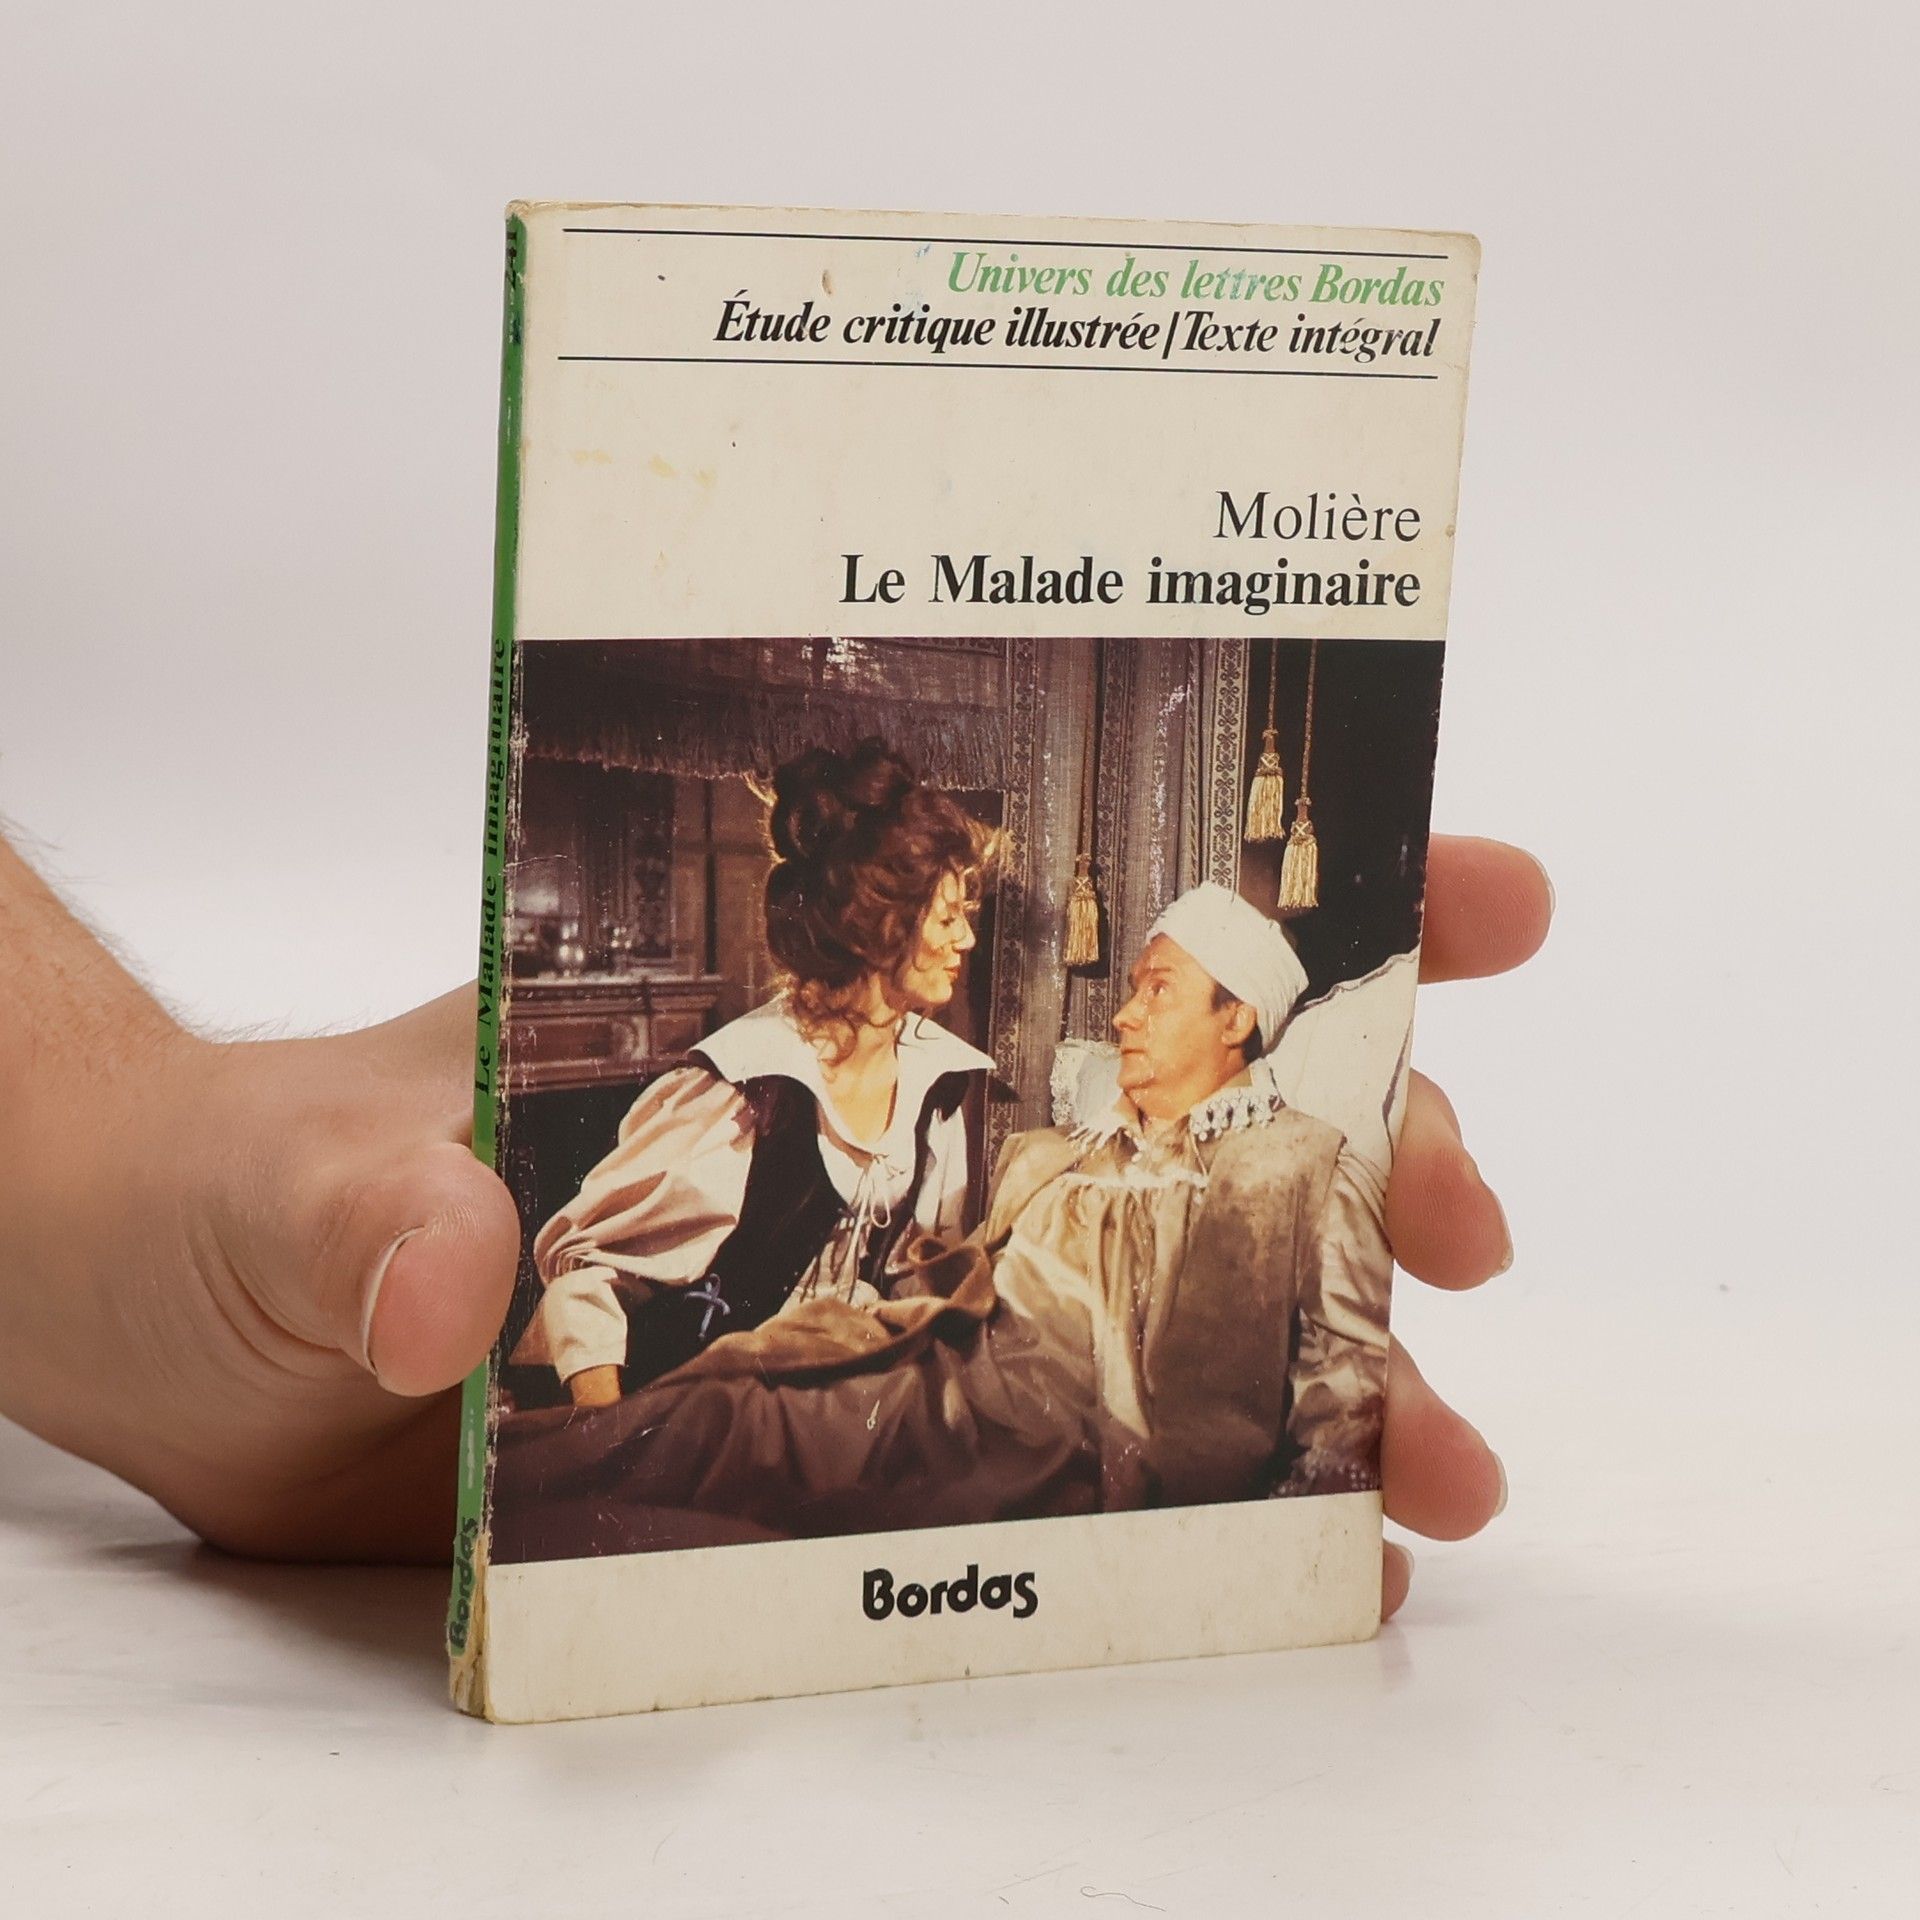 Univers des lettres Bordas
Étude critique illustrée/Texte intégral
Molière
Le Malade imaginaire
Bordas
Le Malade imaginaire
Bordas